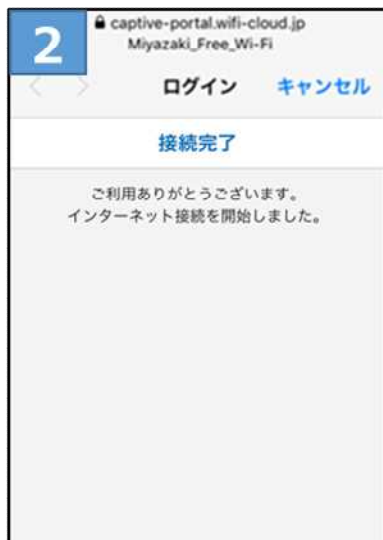 2
captive-portal.wifi-cloud.jp
Miyazaki_Free_Wi-Fi
ログイン キャンセル
接続完了
ご利用ありがとうございます。
インターネット接続を開始しました。